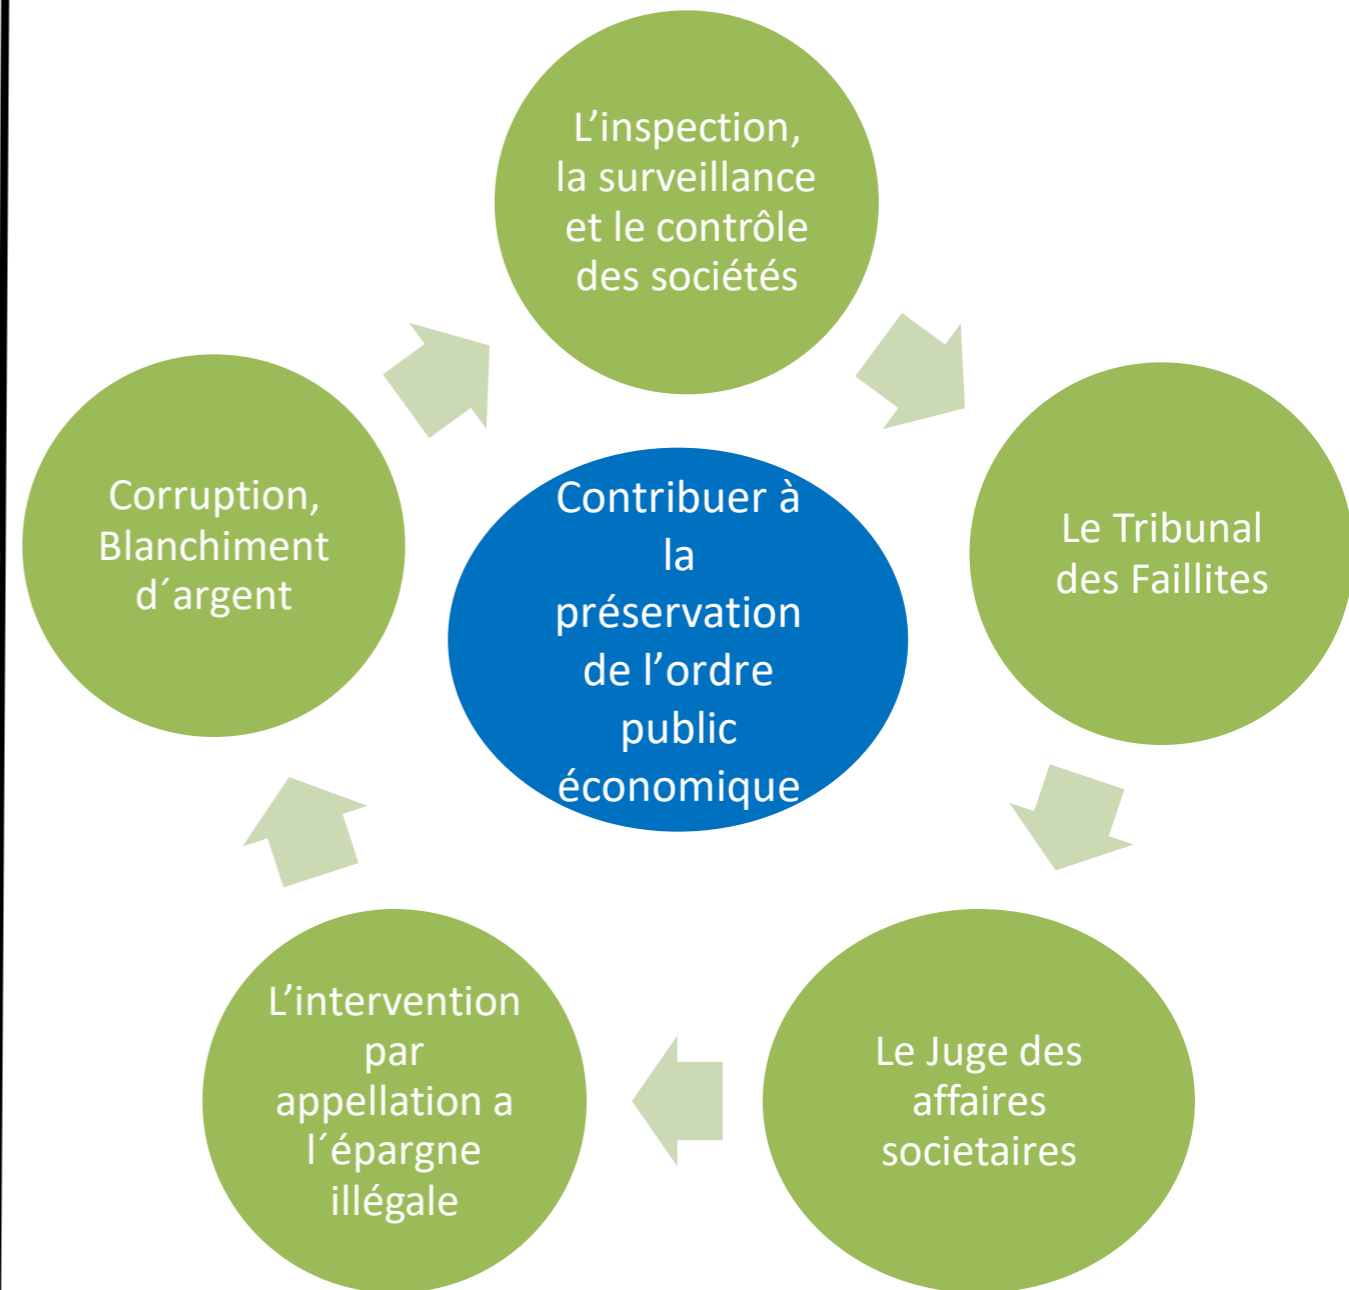 L’inspection,
la surveillance
et le contrôle
des sociétés
Corruption,
Blanchiment
d´argent
Contribuer à
la
préservation
de l’ordre
public
économique
Le Tribunal
des Faillites
L’intervention
par
appellation a
l´épargne
illégale
Le Juge des
affaires
societaires